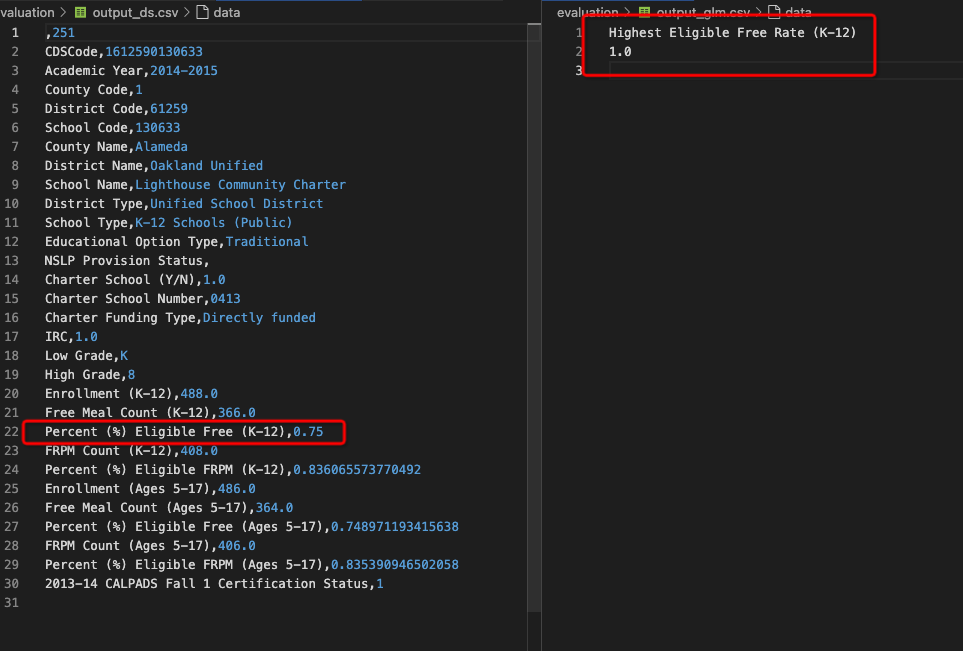 valuation > output_ds.csv > data
1 ,251
2 CDSCode,1612590130633
3 Academic Year,2014-2015
4 County Code,1
5 District Code,61259
6 School Code,130633
7 County Name,Alameda
8 District Name,Oakland Unified
9 School Name,Lighthouse Community Charter
10 District Type,Unified School District
11 School Type,K-12 Schools (Public)
12 Educational Option Type,Traditional
13 NSLP Provision Status,
14 Charter School (Y/N),1.0
15 Charter School Number,0413
16 Charter Funding Type,Directly funded
17 IRC,1.0
18 Low Grade,K
19 High Grade,8
20 Enrollment (K-12),488.0
21 Free Meal Count (K-12),366.0
22 Percent (%) Eligible Free (K-12),0.75
23 FRPM Count (K-12),408.0
24 Percent (%) Eligible FRPM (K-12),0.836065573770492
25 Enrollment (Ages 5-17),486.0
26 Free Meal Count (Ages 5-17),364.0
27 Percent (%) Eligible Free (Ages 5-17),0.748971193415638
28 FRPM Count (Ages 5-17),406.0
29 Percent (%) Eligible FRPM (Ages 5-17),0.835390946502058
30 2013-14 CALPADS Fall 1 Certification Status,1
31
evaluation > output_glm.csv > data
1 Highest Eligible Free Rate (K-12)
2 1.0
3